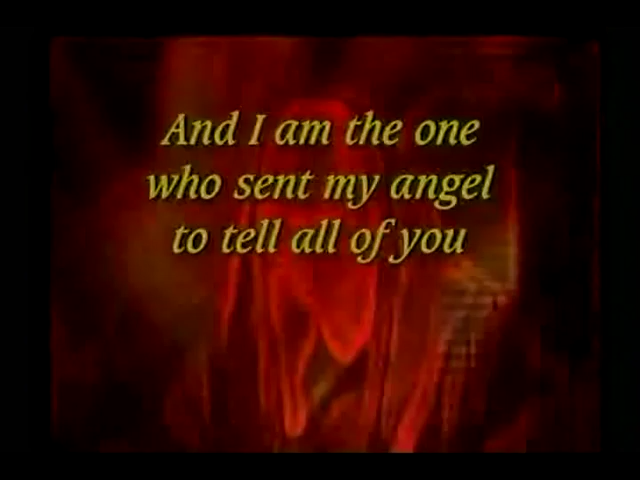 And I am the one
who sent my angel
to tell all of you